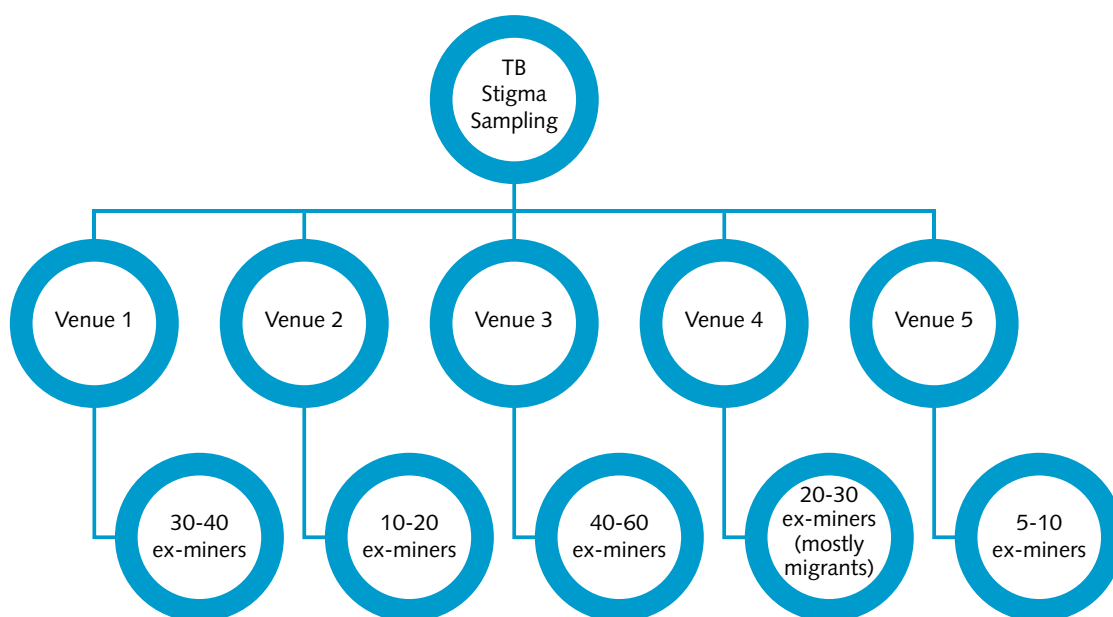 TB
Stigma
Sampling
Venue 1
Venue 2
Venue 3
Venue 4
Venue 5
30-40
ex-miners
10-20
ex-miners
40-60
ex-miners
20-30
ex-miners
(mostly
migrants)
5-10
ex-miners